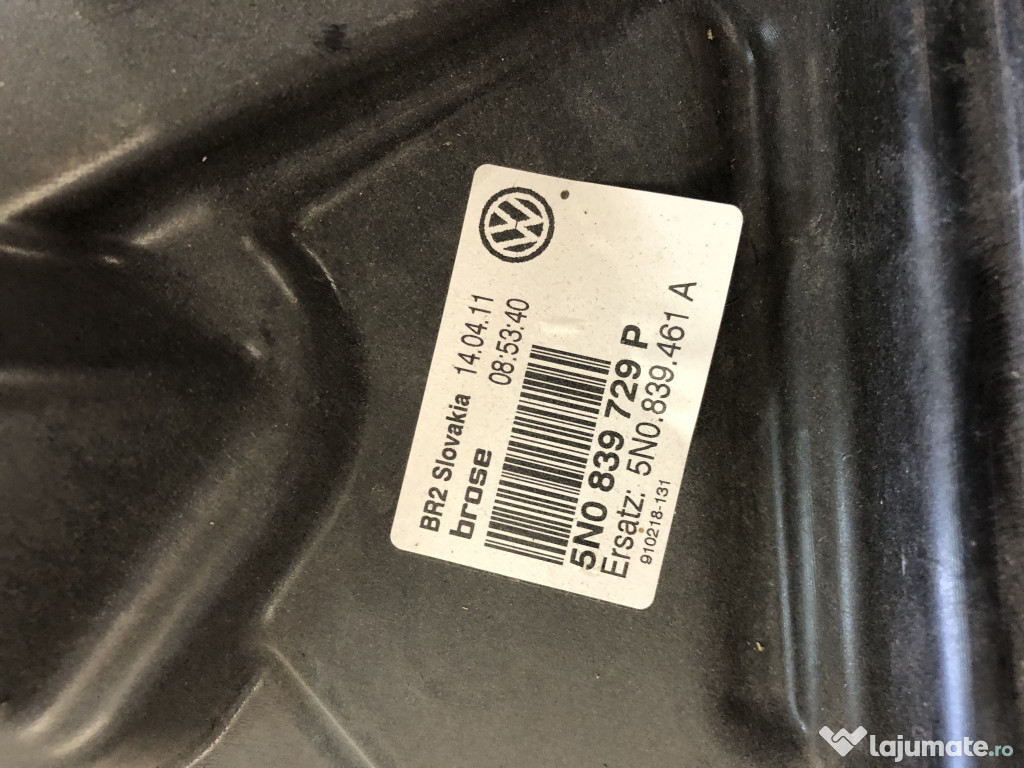 BR2 Slovakia 14.04.11
brose 08:53:40
5N0 839 729 P
Ersatz: 5N0.839.461 A
910218-131
lajumate.ro